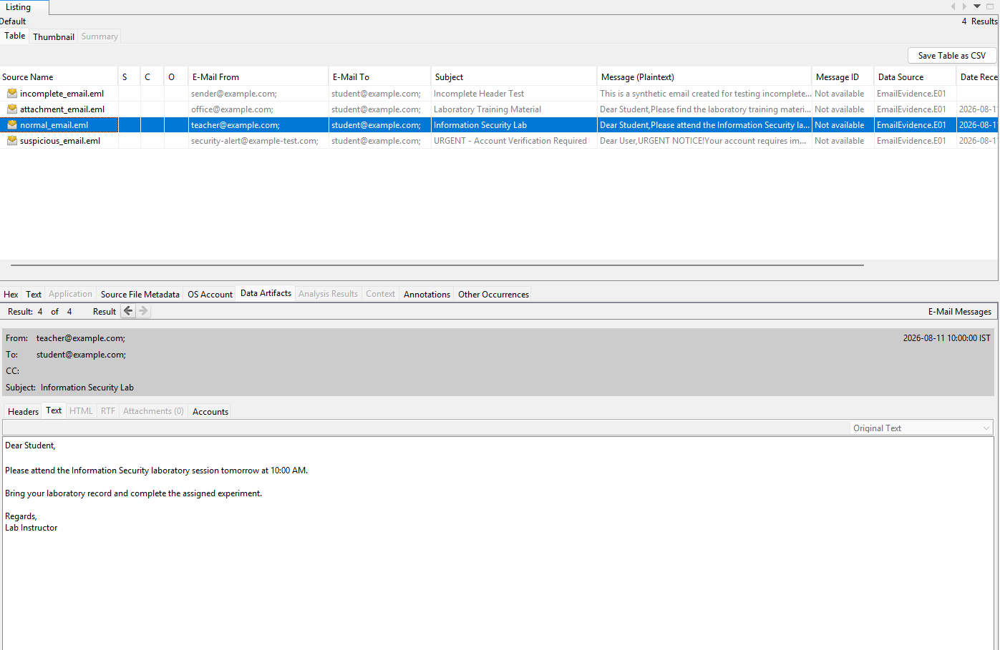 Listing
Default
4 Results
Table Thumbnail Summary
Save Table as CSV
Source Name S C O E-Mail From E-Mail To Subject Message (Plaintext) Message ID Data Source Date Rece
incomplete_email.eml sender@example.com; student@example.com; Incomplete Header Test This is a synthetic email created for testing incomplete... Not available EmailEvidence.E01
attachment_email.eml office@example.com; student@example.com; Laboratory Training Material Dear Student,Please find the laboratory training materi... Not available EmailEvidence.E01 2026-08-1
normal_email.eml teacher@example.com; student@example.com; Information Security Lab Dear Student,Please attend the Information Security la... Not available EmailEvidence.E01 2026-08-1
suspicious_email.eml security-alert@example-test.com; student@example.com; URGENT - Account Verification Required Dear User,URGENT NOTICE!Your account requires im... Not available EmailEvidence.E01 2026-08-1
Hex Text Application Source File Metadata OS Account Data Artifacts Analysis Results Context Annotations Other Occurrences
Result: 4 of 4 Result E-Mail Messages
From: teacher@example.com; 2026-08-11 10:00:00 IST
To: student@example.com;
CC:
Subject: Information Security Lab
Headers Text HTML RTF Attachments (0) Accounts
Original Text
Dear Student,
Please attend the Information Security laboratory session tomorrow at 10:00 AM.
Bring your laboratory record and complete the assigned experiment.
Regards,
Lab Instructor